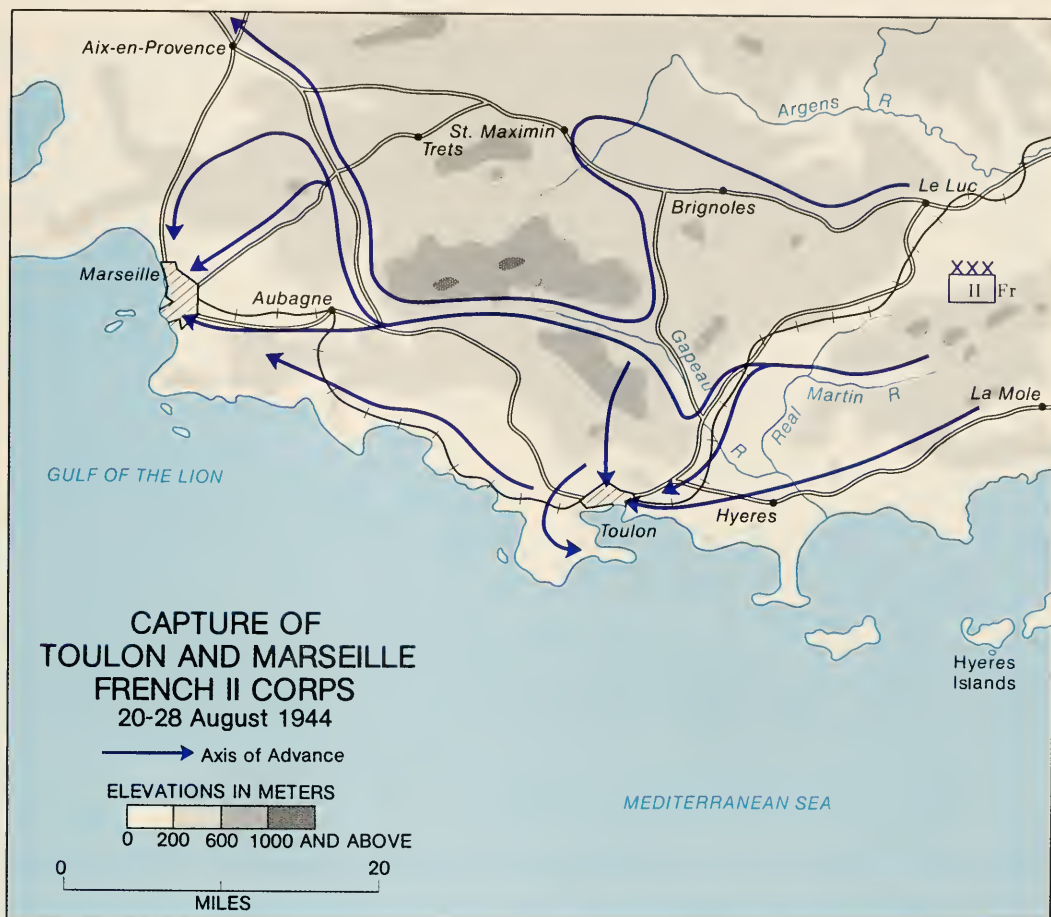 Aix-en-Provence
Argens R
St. Maximin
Trets
Le Luc
Brignoles
Marseille
XXX
II Fr
Aubagne
Gapeau R
Martin R
Real
La Mole
GULF OF THE LION
Hyeres
Toulon
CAPTURE OF
TOULON AND MARSEILLE
FRENCH II CORPS
20-28 August 1944
Axis of Advance
ELEVATIONS IN METERS
0 200 600 1000 AND ABOVE
0 20
MILES
Hyeres
Islands
MEDITERRANEAN SEA